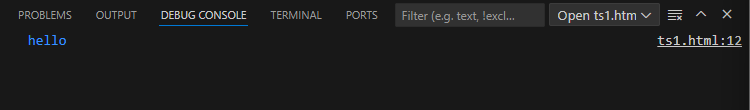 PROBLEMS OUTPUT DEBUG CONSOLE TERMINAL PORTS Filter (e.g. text, !excl... Open ts1.htm
hello ts1.html:12